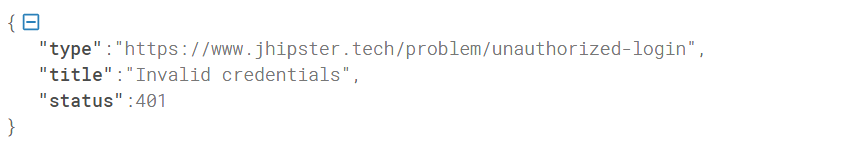 {
"type":"https://www.jhipster.tech/problem/unauthorized-login",
"title":"Invalid credentials",
"status":401
}